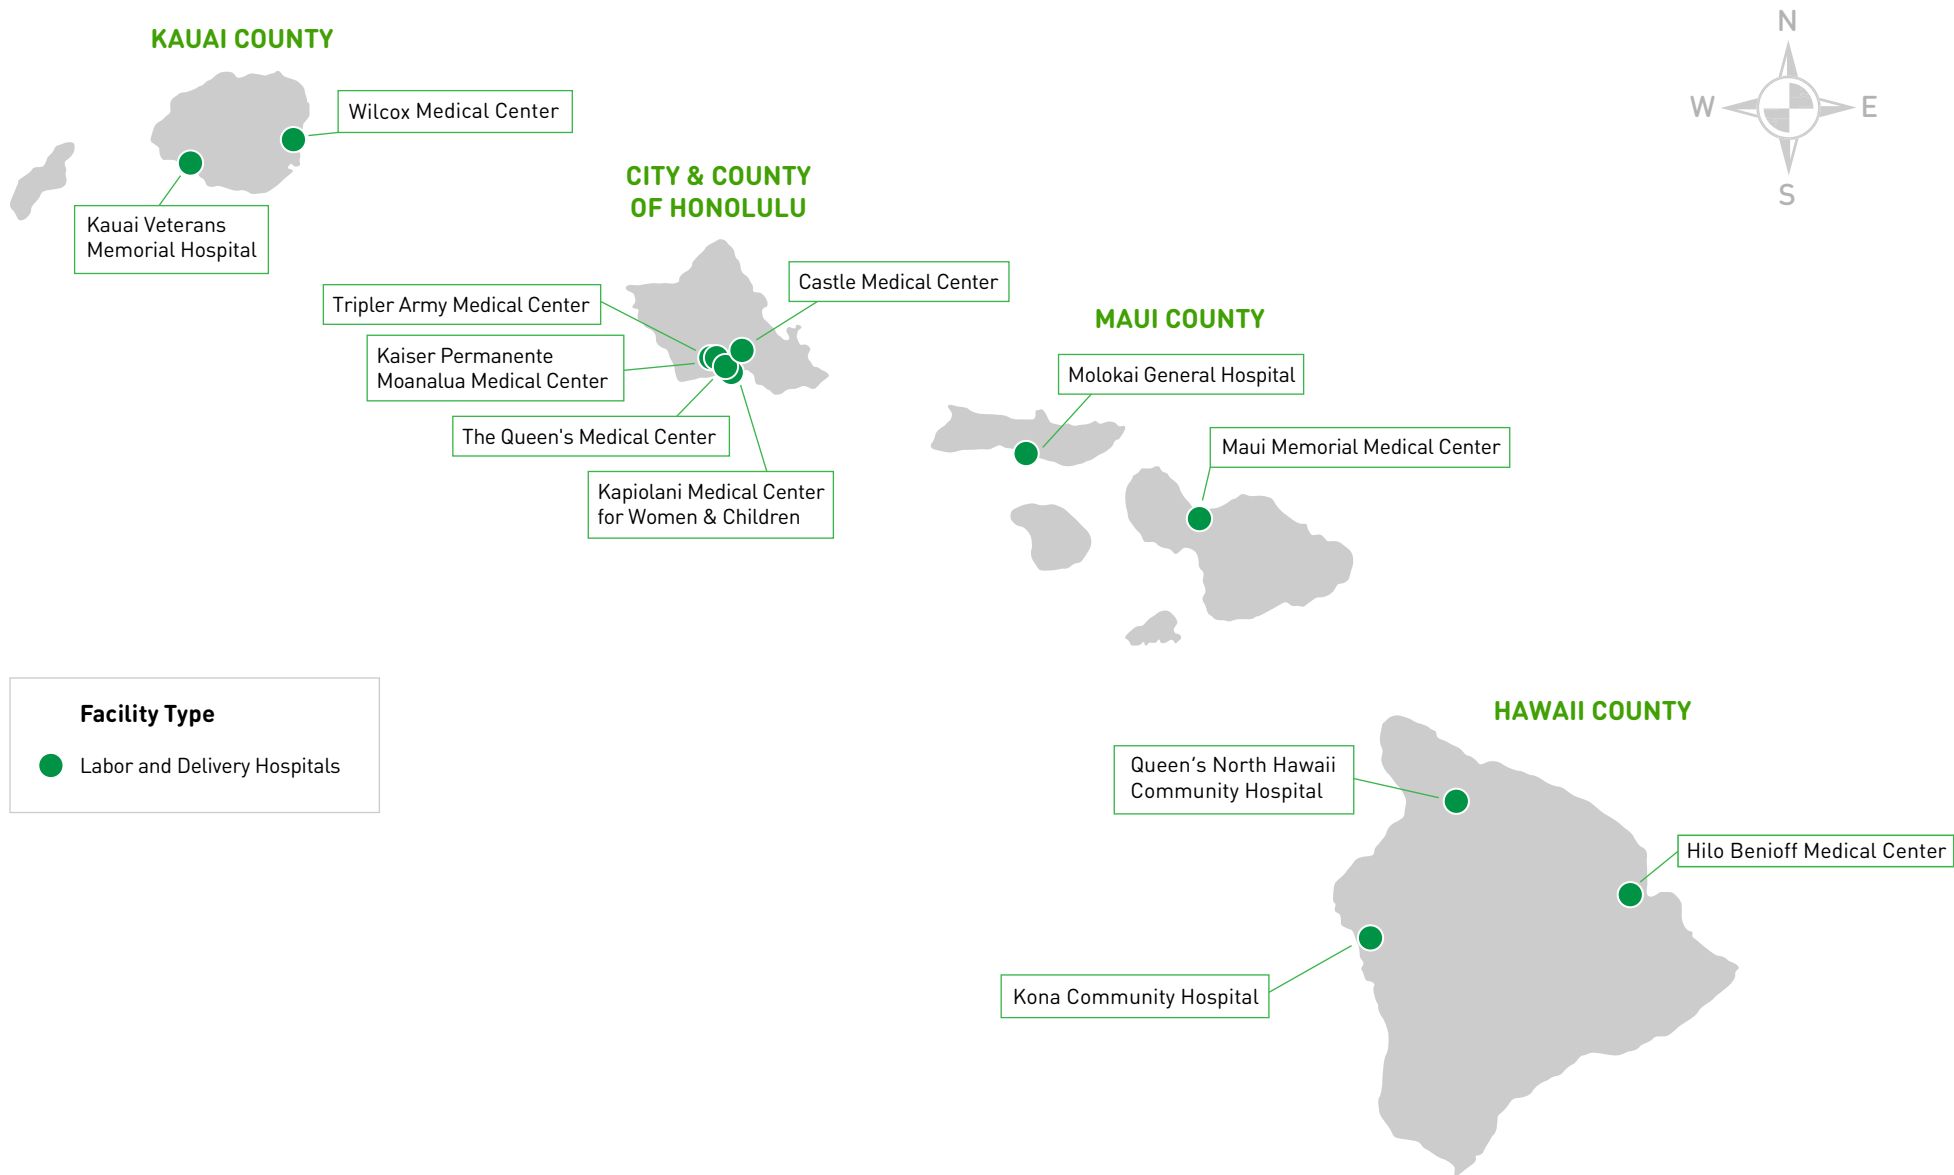 N
W
E
S
KAUAI COUNTY
Wilcox Medical Center
Kauai Veterans
Memorial Hospital
CITY & COUNTY
OF HONOLULU
Castle Medical Center
Tripler Army Medical Center
Kaiser Permanente
Moanalua Medical Center
The Queen's Medical Center
Kapiolani Medical Center
for Women & Children
MAUI COUNTY
Molokai General Hospital
Maui Memorial Medical Center
Facility Type
Labor and Delivery Hospitals
HAWAII COUNTY
Queen’s North Hawaii
Community Hospital
Hilo Benioff Medical Center
Kona Community Hospital